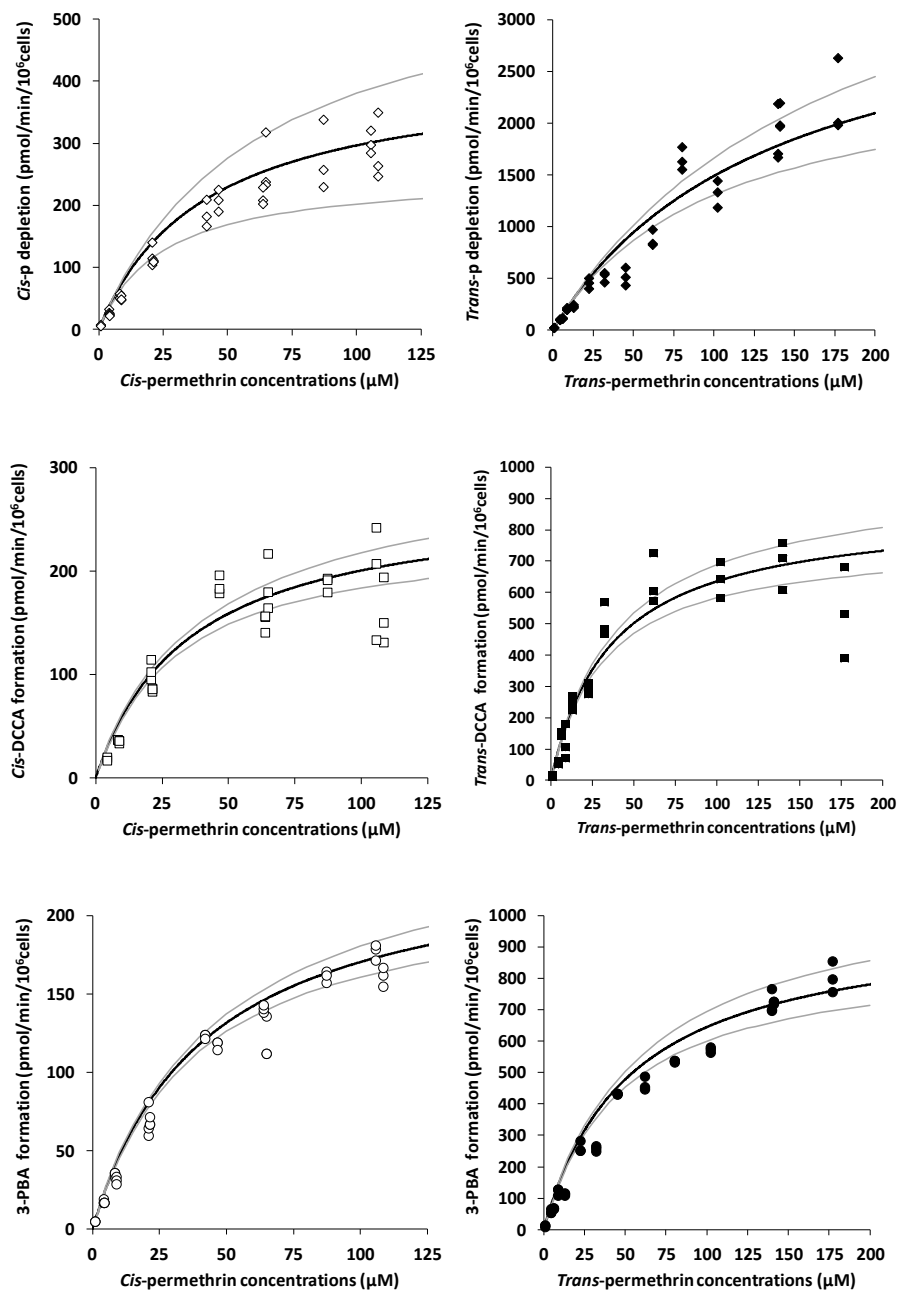 Cis-p depletion (pmol/min/10⁶cells)
500
400
300
200
100
0
0 25 50 75 100 125
Cis-permethrin concentrations (µM)
Trans-p depletion (pmol/min/10⁶cells)
3000
2500
2000
1500
1000
500
0
0 25 50 75 100 125 150 175 200
Trans-permethrin concentrations (µM)
Cis-DCCA formation (pmol/min/10⁶cells)
300
200
100
0
0 25 50 75 100 125
Cis-permethrin concentrations (µM)
Trans-DCCA formation (pmol/min/10⁶cells)
1000
900
800
700
600
500
400
300
200
100
0
0 25 50 75 100 125 150 175 200
Trans-permethrin concentrations (µM)
3-PBA formation (pmol/min/10⁶cells)
200
150
100
50
0
0 25 50 75 100 125
Cis-permethrin concentrations (µM)
3-PBA formation (pmol/min/10⁶cells)
1000
900
800
700
600
500
400
300
200
100
0
0 25 50 75 100 125 150 175 200
Trans-permethrin concentrations (µM)